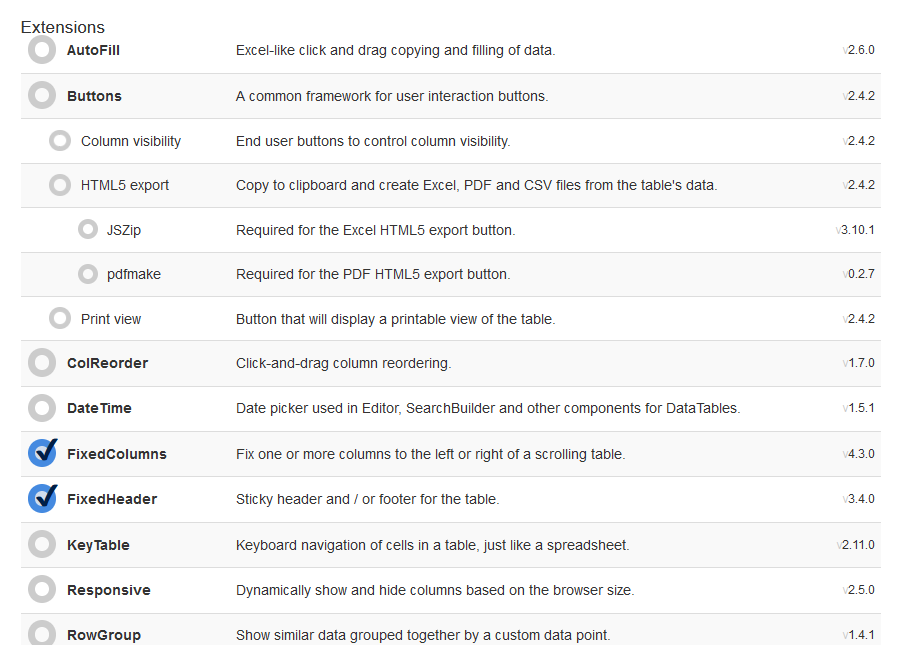 Extensions
AutoFill Excel-like click and drag copying and filling of data. v2.6.0
Buttons A common framework for user interaction buttons. v2.4.2
Column visibility End user buttons to control column visibility. v2.4.2
HTML5 export Copy to clipboard and create Excel, PDF and CSV files from the table's data. v2.4.2
JSZip Required for the Excel HTML5 export button. v3.10.1
pdfmake Required for the PDF HTML5 export button. v0.2.7
Print view Button that will display a printable view of the table. v2.4.2
ColReorder Click-and-drag column reordering. v1.7.0
DateTime Date picker used in Editor, SearchBuilder and other components for DataTables. v1.5.1
FixedColumns Fix one or more columns to the left or right of a scrolling table. v4.3.0
FixedHeader Sticky header and / or footer for the table. v3.4.0
KeyTable Keyboard navigation of cells in a table, just like a spreadsheet. v2.11.0
Responsive Dynamically show and hide columns based on the browser size. v2.5.0
RowGroup Show similar data grouped together by a custom data point. v1.4.1